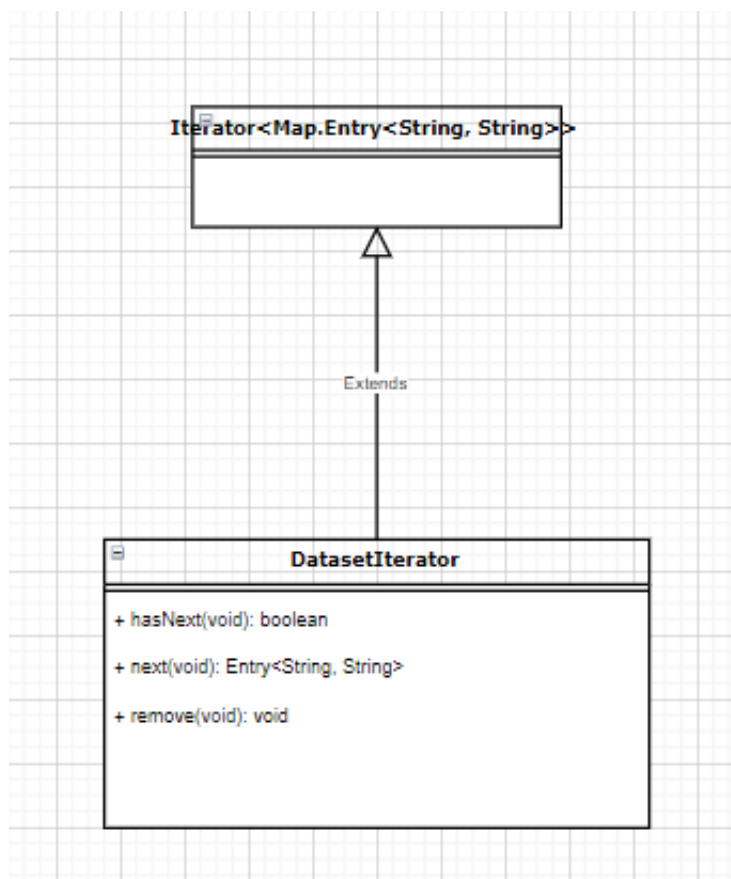 Iterator<Map.Entry<String, String>>
Extends
DatasetIterator
+ hasNext(void): boolean
+ next(void): Entry<String, String>
+ remove(void): void